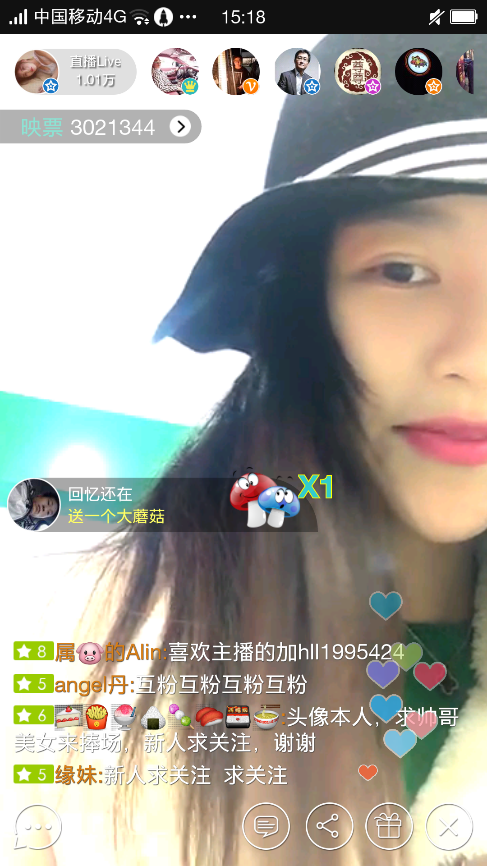 中国移动4G 15:18
直播Live
1.01万
尊尊
映票 3021344
X1
回忆还在
送一个大蘑菇
8 属🐷的Alin:喜欢主播的加hll1995424
5 angel丹:互粉互粉互粉互粉
6 🍰🍟🍧🍙🍡🍣🍱🍲:头像本人，求帅哥
美女来捧场，新人求关注，谢谢
5 缘妹:新人求关注 求关注